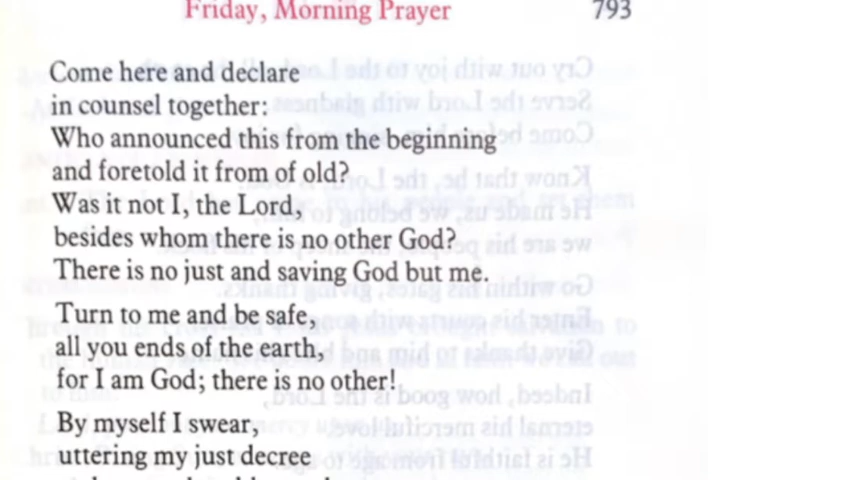 Friday, Morning Prayer 793
Come here and declare
in counsel together:
Who announced this from the beginning
and foretold it from of old?
Was it not I, the Lord,
besides whom there is no other God?
There is no just and saving God but me.
Turn to me and be safe,
all you ends of the earth,
for I am God; there is no other!
By myself I swear,
uttering my just decree